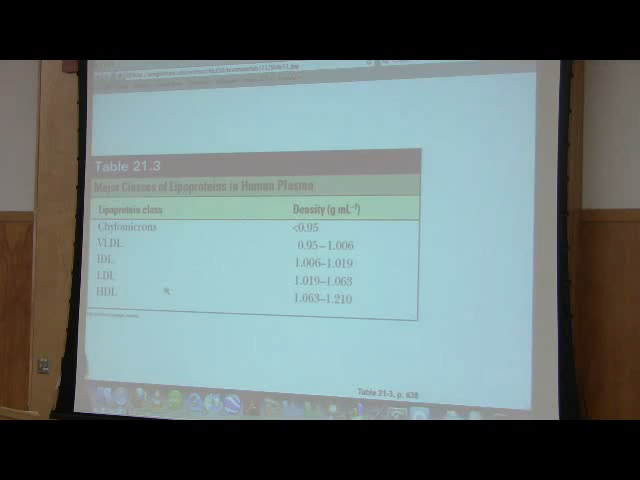 Table 21.3
Major Classes of Lipoproteins in Human Plasma
Lipoprotein class Density (g mL⁻¹)
Chylomicrons <0.95
VLDL 0.95–1.006
IDL 1.006–1.019
LDL 1.019–1.063
HDL 1.063–1.210
Table 21-3, p. 638